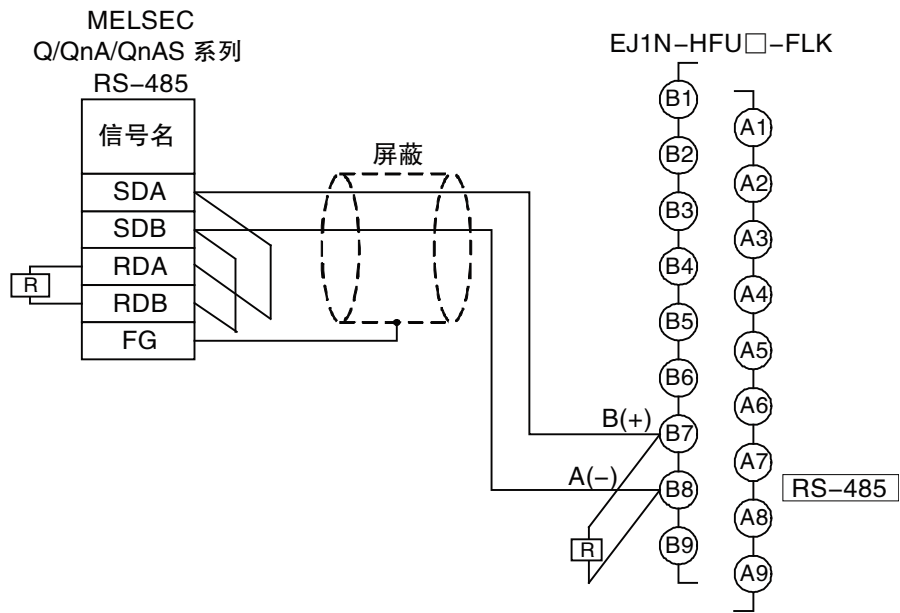 MELSEC
Q/QnA/QnAS 系列
RS-485
信号名
SDA
SDB
RDA
RDB
FG
R
屏蔽
EJ1N-HFU□-FLK
B1
B2
B3
B4
B5
B6
B7
B8
B9
A1
A2
A3
A4
A5
A6
A7
A8
A9
B(+)
A(-)
R
RS-485